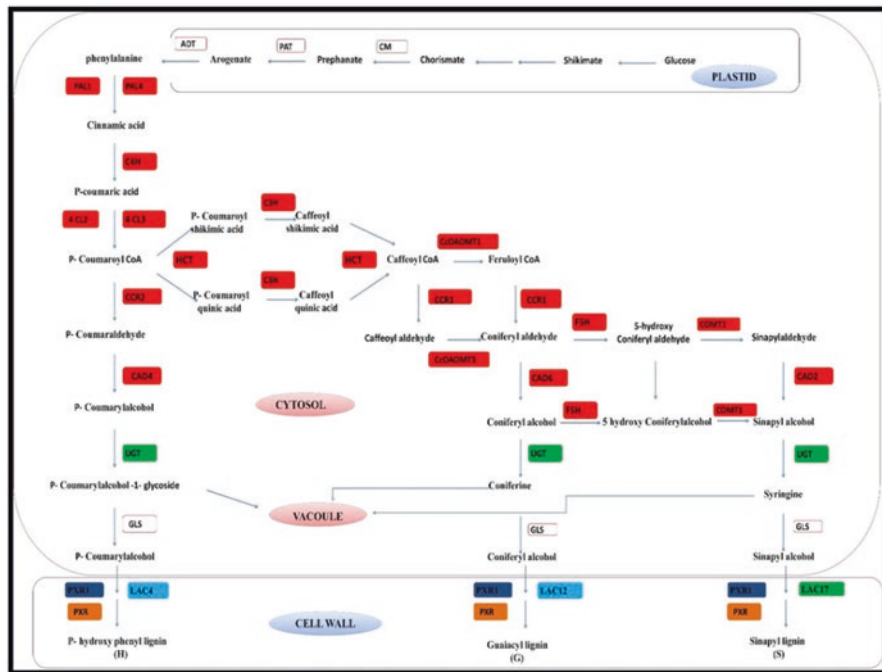 ADT
PAT
CM
phenylalanine
Arogenate
Prephanate
Chorismate
Shikimate
Glucose
PLASTID
PAL1
PAL4
Cinnamic acid
C4H
P-coumaric acid
4 CL2
4 CL3
P- Coumaroyl shikimic acid
C3H
Caffeoyl shikimic acid
CcOAOMT1
P- Coumaroyl CoA
HCT
HCT
Caffeoyl CoA
Feruloyl CoA
CCR2
P- Coumaroyl quinic acid
C3H
Caffeoyl quinic acid
CCR1
CCR1
P- Coumaraldehyde
Caffeoyl aldehyde
Coniferyl aldehyde
F5H
5-hydroxy
Coniferyl aldehyde
COMT1
Sinapylaldehyde
CcOAOMT5
CAD4
CAD6
CAD2
P- Coumarylalcohol
CYTOSOL
Coniferyl alcohol
F5H
5 hydroxy Coniferylalcohol
COMT1
Sinapyl alcohol
UGT
UGT
UGT
P- Coumarylalcohol -1- glycoside
Coniferine
Syringine
VACOULE
GLS
GLS
GLS
P- Coumarylalcohol
Coniferyl alcohol
Sinapyl alcohol
PXR1
LAC4
PXR1
LAC12
PXR1
LAC17
PXR
PXR
PXR
CELL WALL
P- hydroxy phenyl lignin
(H)
Guaiacyl lignin
(G)
Sinapyl lignin
(S)